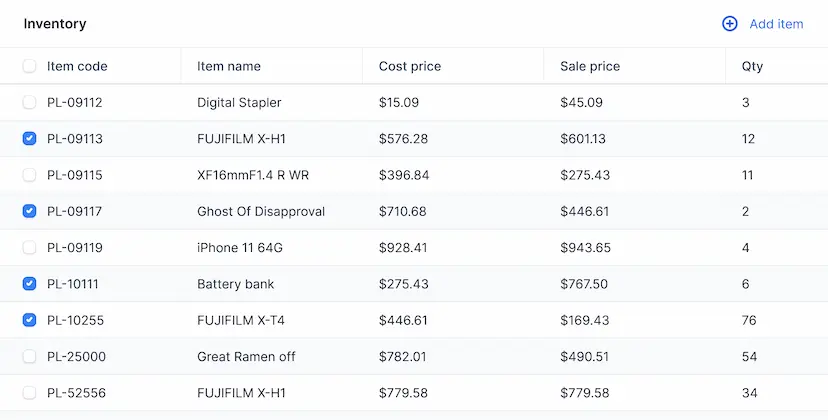 Inventory Add item
Item code Item name Cost price Sale price Qty
PL-09112 Digital Stapler $15.09 $45.09 3
PL-09113 FUJIFILM X-H1 $576.28 $601.13 12
PL-09115 XF16mmF1.4 R WR $396.84 $275.43 11
PL-09117 Ghost Of Disapproval $710.68 $446.61 2
PL-09119 iPhone 11 64G $928.41 $943.65 4
PL-10111 Battery bank $275.43 $767.50 6
PL-10255 FUJIFILM X-T4 $446.61 $169.43 76
PL-25000 Great Ramen off $782.01 $490.51 54
PL-52556 FUJIFILM X-H1 $779.58 $779.58 34